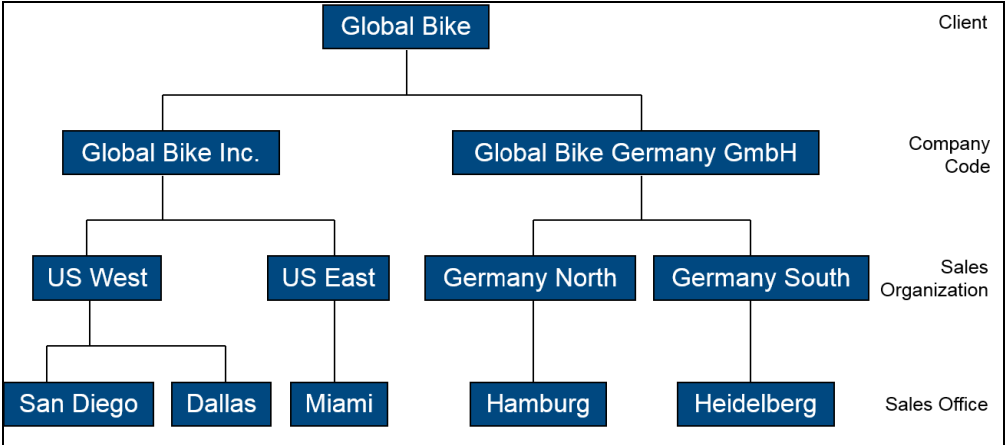 Global Bike
Client
Global Bike Inc.
Global Bike Germany GmbH
Company
Code
US West
US East
Germany North
Germany South
Sales
Organization
San Diego
Dallas
Miami
Hamburg
Heidelberg
Sales Office